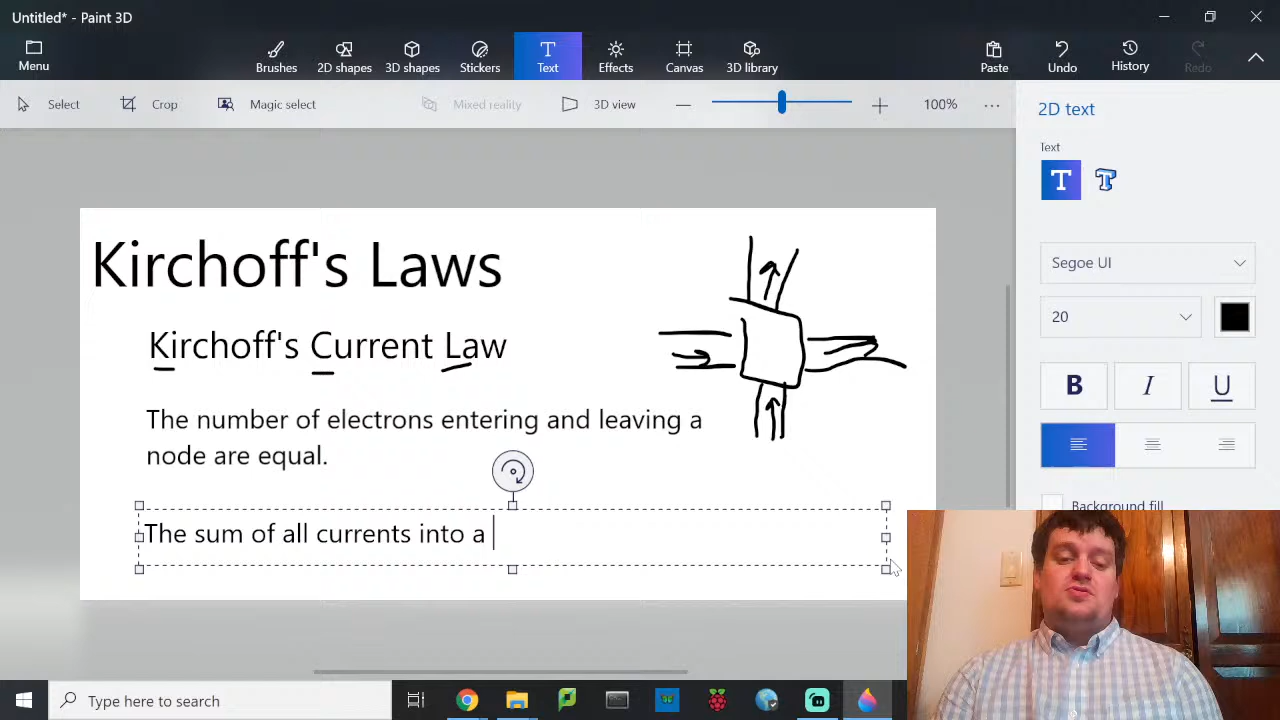 Untitled* - Paint 3D
Menu
Brushes
2D shapes
3D shapes
Stickers
Text
Effects
Canvas
3D library
Paste
Undo
History
Redo
Select
Crop
Magic select
Mixed reality
3D view
100%
2D text
Text
Segoe UI
20
B I U
Background fill
Kirchoff's Laws
Kirchoff's Current Law
The number of electrons entering and leaving a
node are equal.
The sum of all currents into a
Type here to search